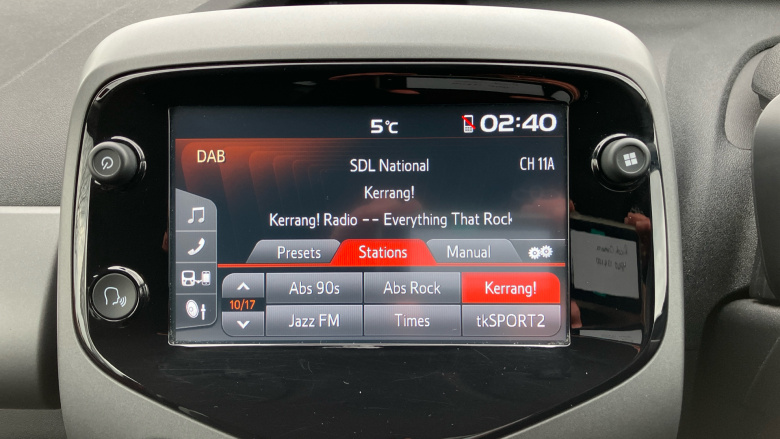 5°C 02:40
DAB
SDL National CH 11A
Kerrang!
Kerrang! Radio -- Everything That Rock
Presets Stations Manual
Abs 90s Abs Rock Kerrang!
10/17
Jazz FM Times tkSPORT2